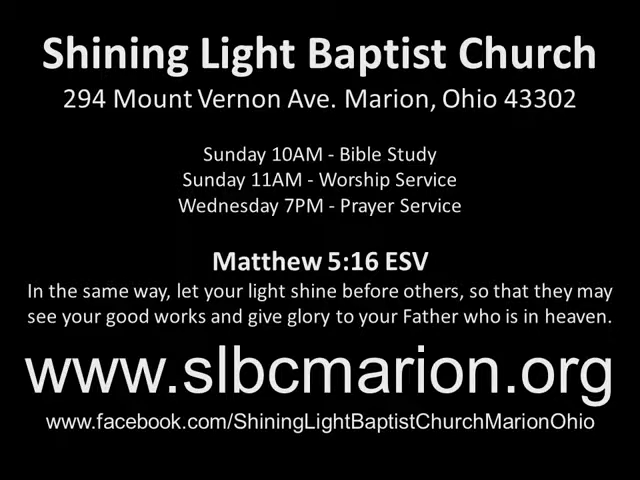 Shining Light Baptist Church
294 Mount Vernon Ave. Marion, Ohio 43302
Sunday 10AM - Bible Study
Sunday 11AM - Worship Service
Wednesday 7PM - Prayer Service
Matthew 5:16 ESV
In the same way, let your light shine before others, so that they may
see your good works and give glory to your Father who is in heaven.
www.slbcmarion.org
www.facebook.com/ShiningLightBaptistChurchMarionOhio